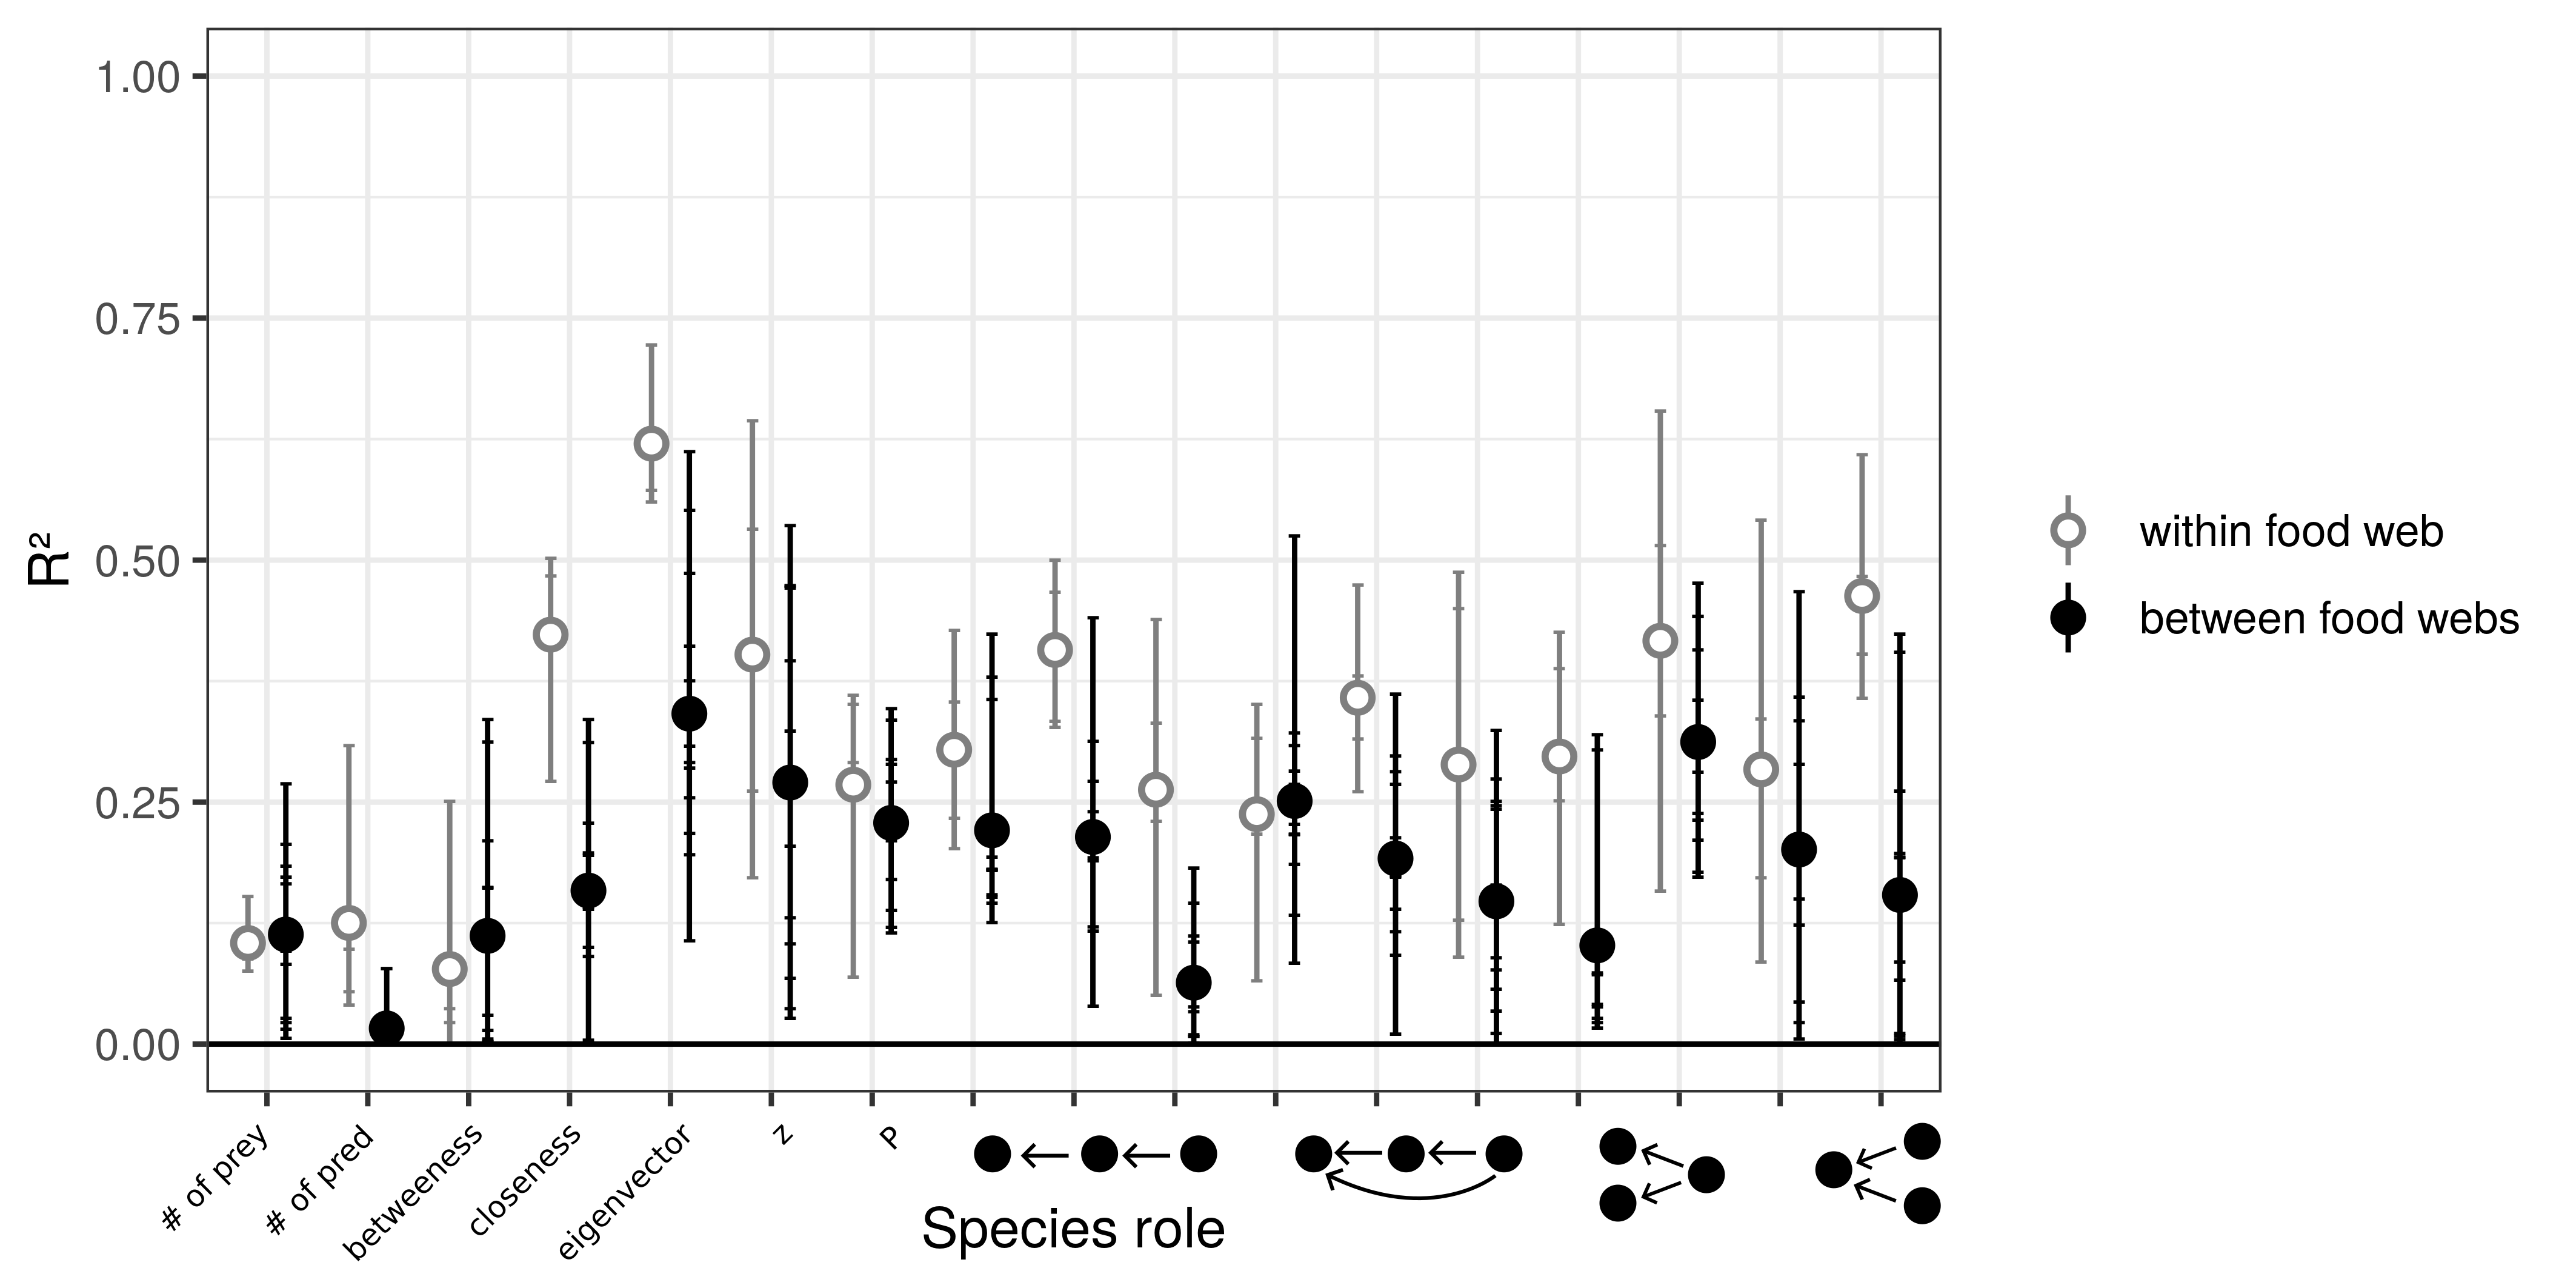 R²
1.00
0.75
0.50
0.25
0.00
# of prey
# of pred
betweeness
closeness
eigenvector
z
P
Species role
within food web
between food webs